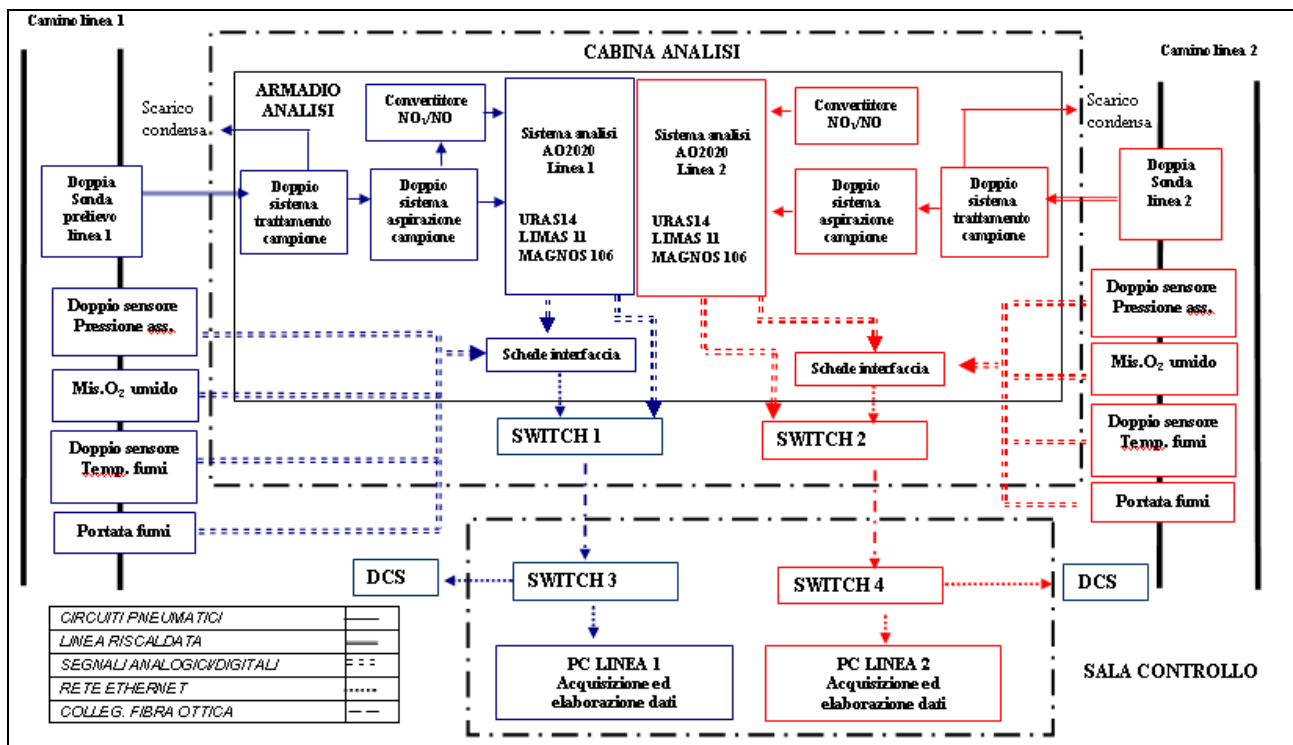 Camino linea 1
CABINA ANALISI
Camino linea 2
ARMADIO
ANALISI
Scarico
condensa
Convertitore
NOₓ/NO
Sistema analisi
AO2020
Linea 1
URAS14
LIMAS 11
MAGNOS 106
Sistema analisi
AO2020
Linea 2
URAS14
LIMAS 11
MAGNOS 106
Convertitore
NOₓ/NO
Scarico
condensa
Doppia
Sonda
prelievo
linea 1
Doppio
sistema
trattamento
campione
Doppio
sistema
aspirazione
campione
Doppio
sistema
aspirazione
campione
Doppio
sistema
trattamento
campione
Doppia
Sonda
linea 2
Doppio sensore
Pressione ass.
Mis.O₂ umido
Doppio sensore
Temp. fumi
Portata fumi
Schede interfaccia
Schede interfaccia
Doppio sensore
Pressione ass.
Mis.O₂ umido
Doppio sensore
Temp. fumi
Portata fumi
SWITCH 1
SWITCH 2
DCS
SWITCH 3
SWITCH 4
DCS
PC LINEA 1
Acquisizione ed
elaborazione dati
PC LINEA 2
Acquisizione ed
elaborazione dati
SALA CONTROLLO
CIRCUITI PNEUMATICI
LINEA RISCALDATA
SEGNALI ANALOGICI/DIGITALI
RETE ETHERNET
COLLEG. FIBRA OTTICA